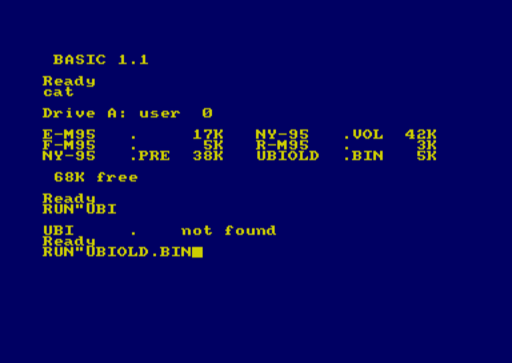 BASIC 1.1
Ready
cat
Drive A: user  0
E-M95   .     17K   NY-95   .VOL  42K
F-M95   .      5K   R-M95   .      3K
NY-95   .PRE  38K   UBIOLD  .BIN   5K
68K free
Ready
RUN"UBI
UBI     .    not found
Ready
RUN"UBIOLD.BIN